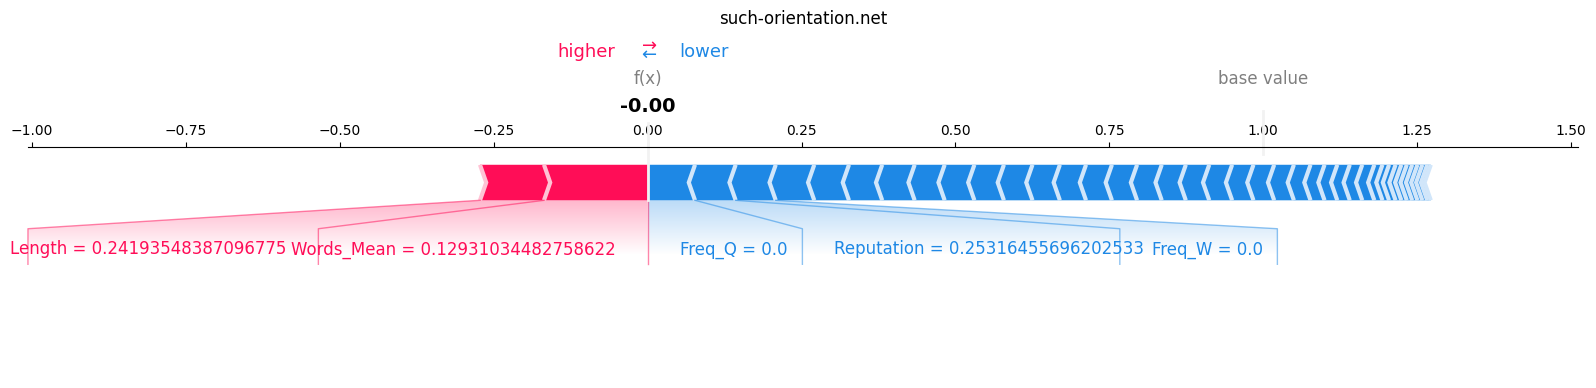 such-orientation.net
higher ⇄ lower
f(x) base value
-0.00
−1.00 −0.75 −0.50 −0.25 0.00 0.25 0.50 0.75 1.00 1.25 1.50
Length = 0.24193548387096775 Words_Mean = 0.12931034482758622 Freq_Q = 0.0 Reputation = 0.25316455696202533 Freq_W = 0.0